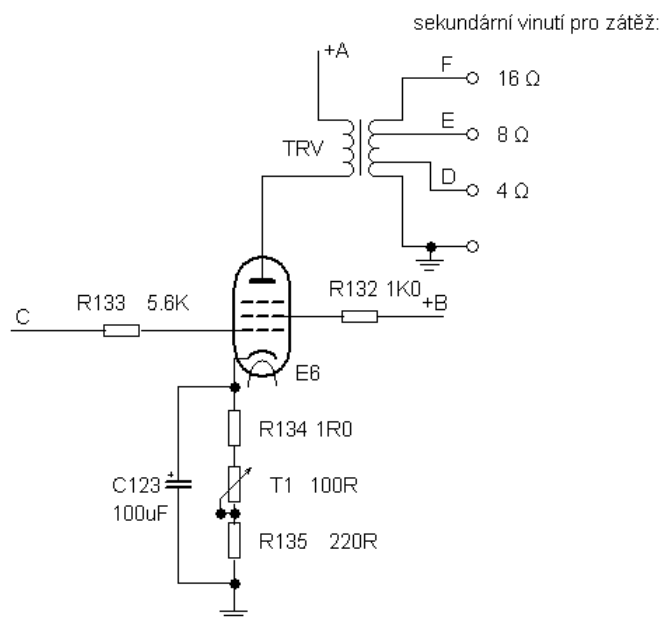 sekundární vinutí pro zátěž:
+A
F
16 Ω
TRV
E
8 Ω
D
4 Ω
R133 5.6K
R132 1K0
C
+B
E6
R134 1R0
C123
100uF
T1 100R
R135 220R
+